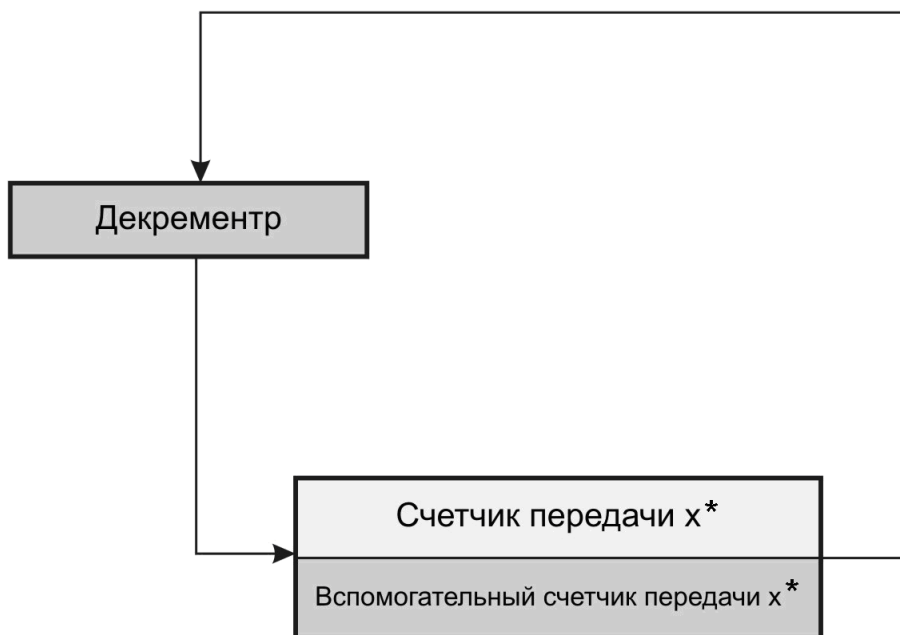 Декрементр
Счетчик передачи x*
Вспомогательный счетчик передачи x*